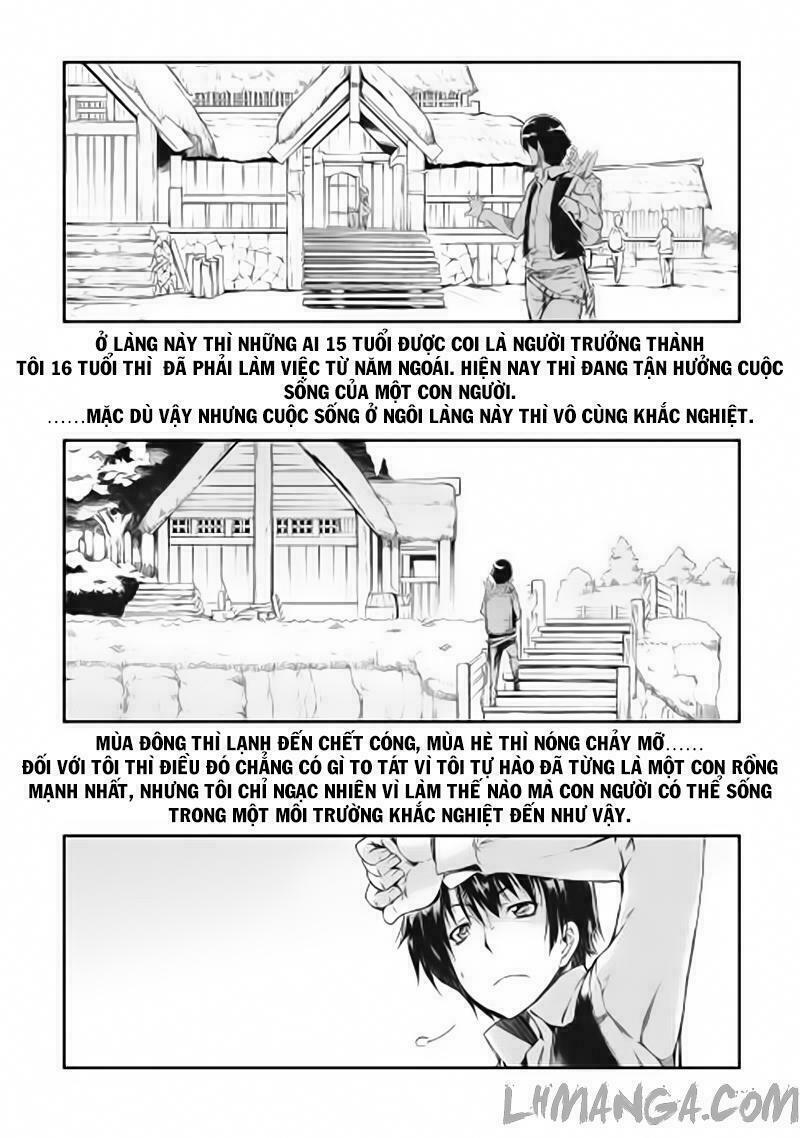 Ở LÀNG NÀY THÌ NHỮNG AI 15 TUỔI ĐƯỢC COI LÀ NGƯỜI TRƯỞNG THÀNH
TÔI 16 TUỔI THÌ ĐÃ PHẢI LÀM VIỆC TỪ NĂM NGOÁI. HIỆN NAY THÌ ĐANG TẬN HƯỞNG CUỘC
SỐNG CỦA MỘT CON NGƯỜI.
......MẶC DÙ VẬY NHƯNG CUỘC SỐNG Ở NGÔI LÀNG NÀY THÌ VÔ CÙNG KHẮC NGHIỆT.
MÙA ĐÔNG THÌ LẠNH ĐẾN CHẾT CÓNG, MÙA HÈ THÌ NÓNG CHẢY MỠ......
ĐỐI VỚI TÔI THÌ ĐIỀU ĐÓ CHẲNG CÓ GÌ TO TÁT VÌ TÔI TỰ HÀO ĐÃ TỪNG LÀ MỘT CON RỒNG
MẠNH NHẤT, NHƯNG TÔI CHỈ NGẠC NHIÊN VÌ LÀM THẾ NÀO MÀ CON NGƯỜI CÓ THỂ SỐNG
TRONG MỘT MÔI TRƯỜNG KHẮC NGHIỆT ĐẾN NHƯ VẬY.
LHMANGA.COM